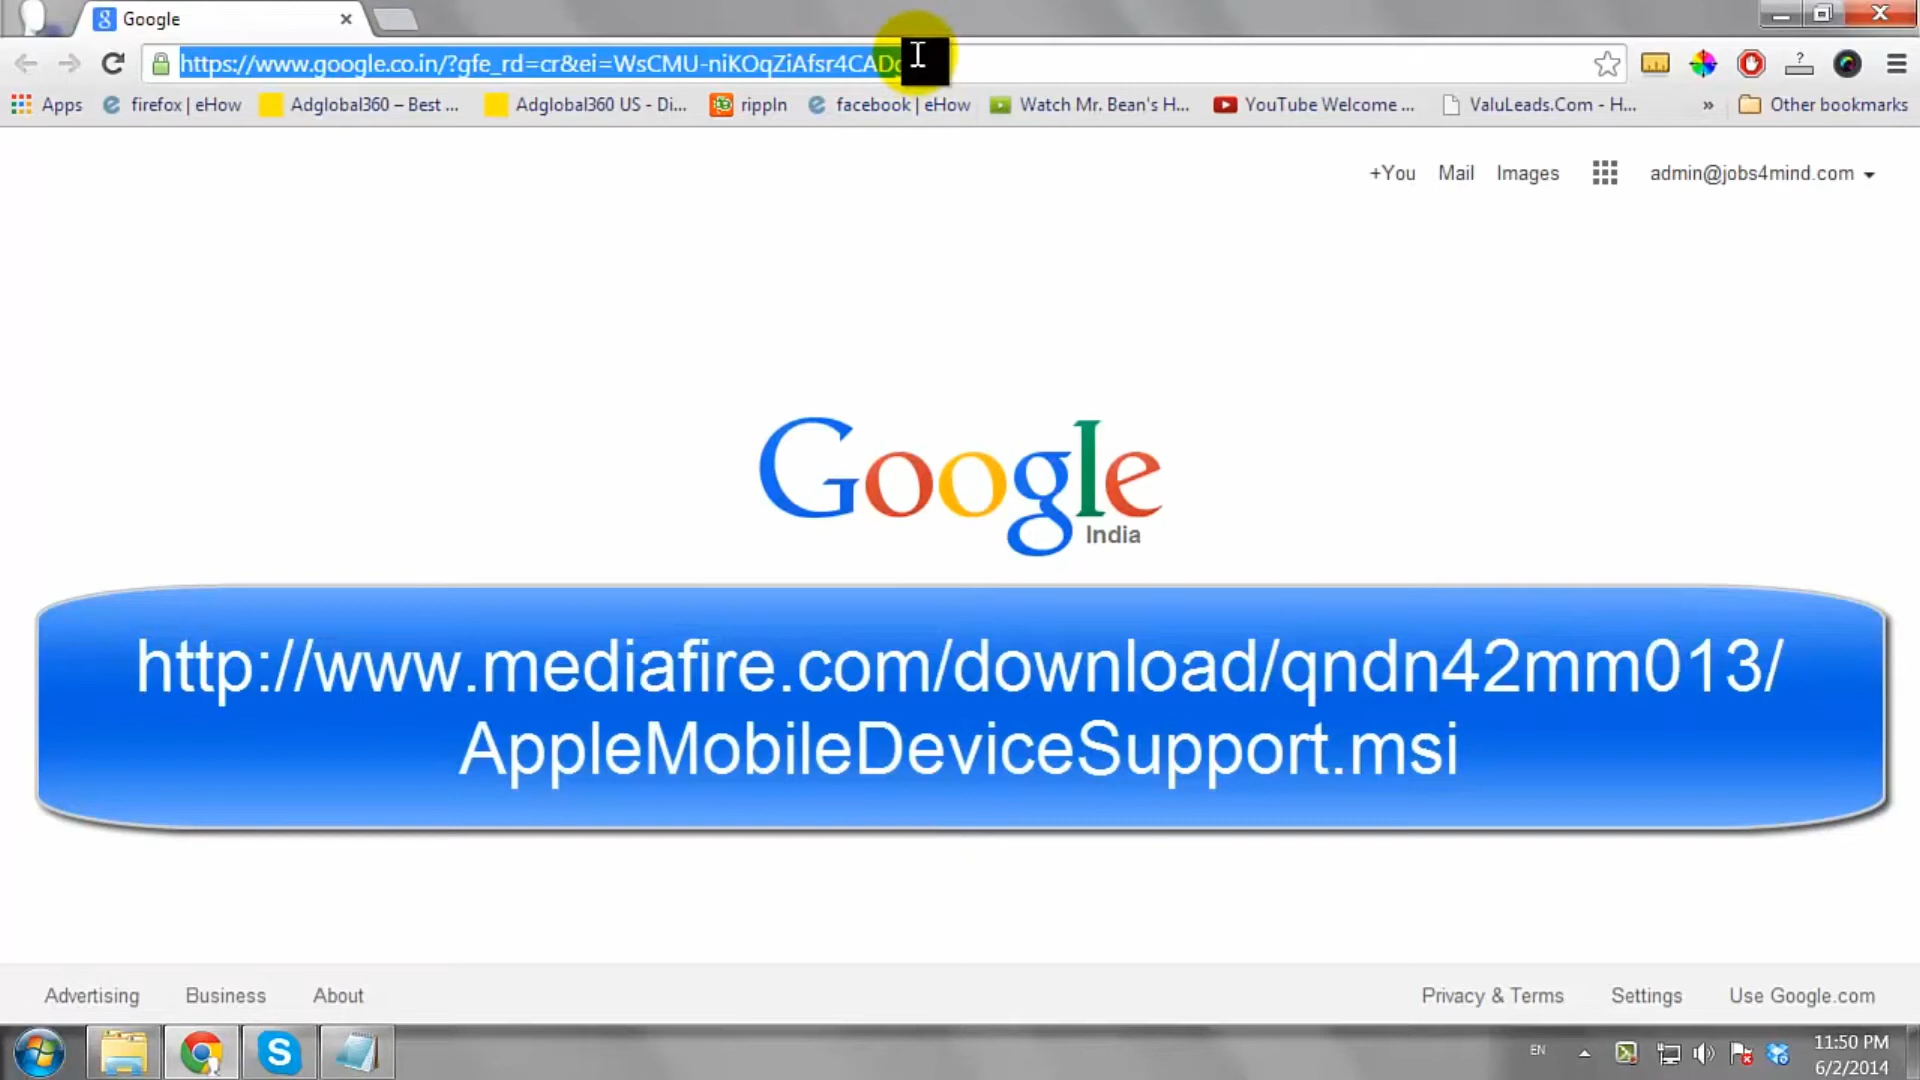 Google
https://www.google.co.in/?gfe_rd=cr&ei=WsCMU-niKOqZiAfsr4CADg
Apps
firefox | eHow
Adglobal360 – Best ...
Adglobal360 US - Di...
rippln
facebook | eHow
Watch Mr. Bean's H...
YouTube Welcome ...
ValuLeads.Com - H...
»
Other bookmarks
+You
Mail
Images
admin@jobs4mind.com
Google
India
http://www.mediafire.com/download/qndn42mm013/
AppleMobileDeviceSupport.msi
Advertising
Business
About
Privacy & Terms
Settings
Use Google.com
EN
11:50 PM
6/2/2014